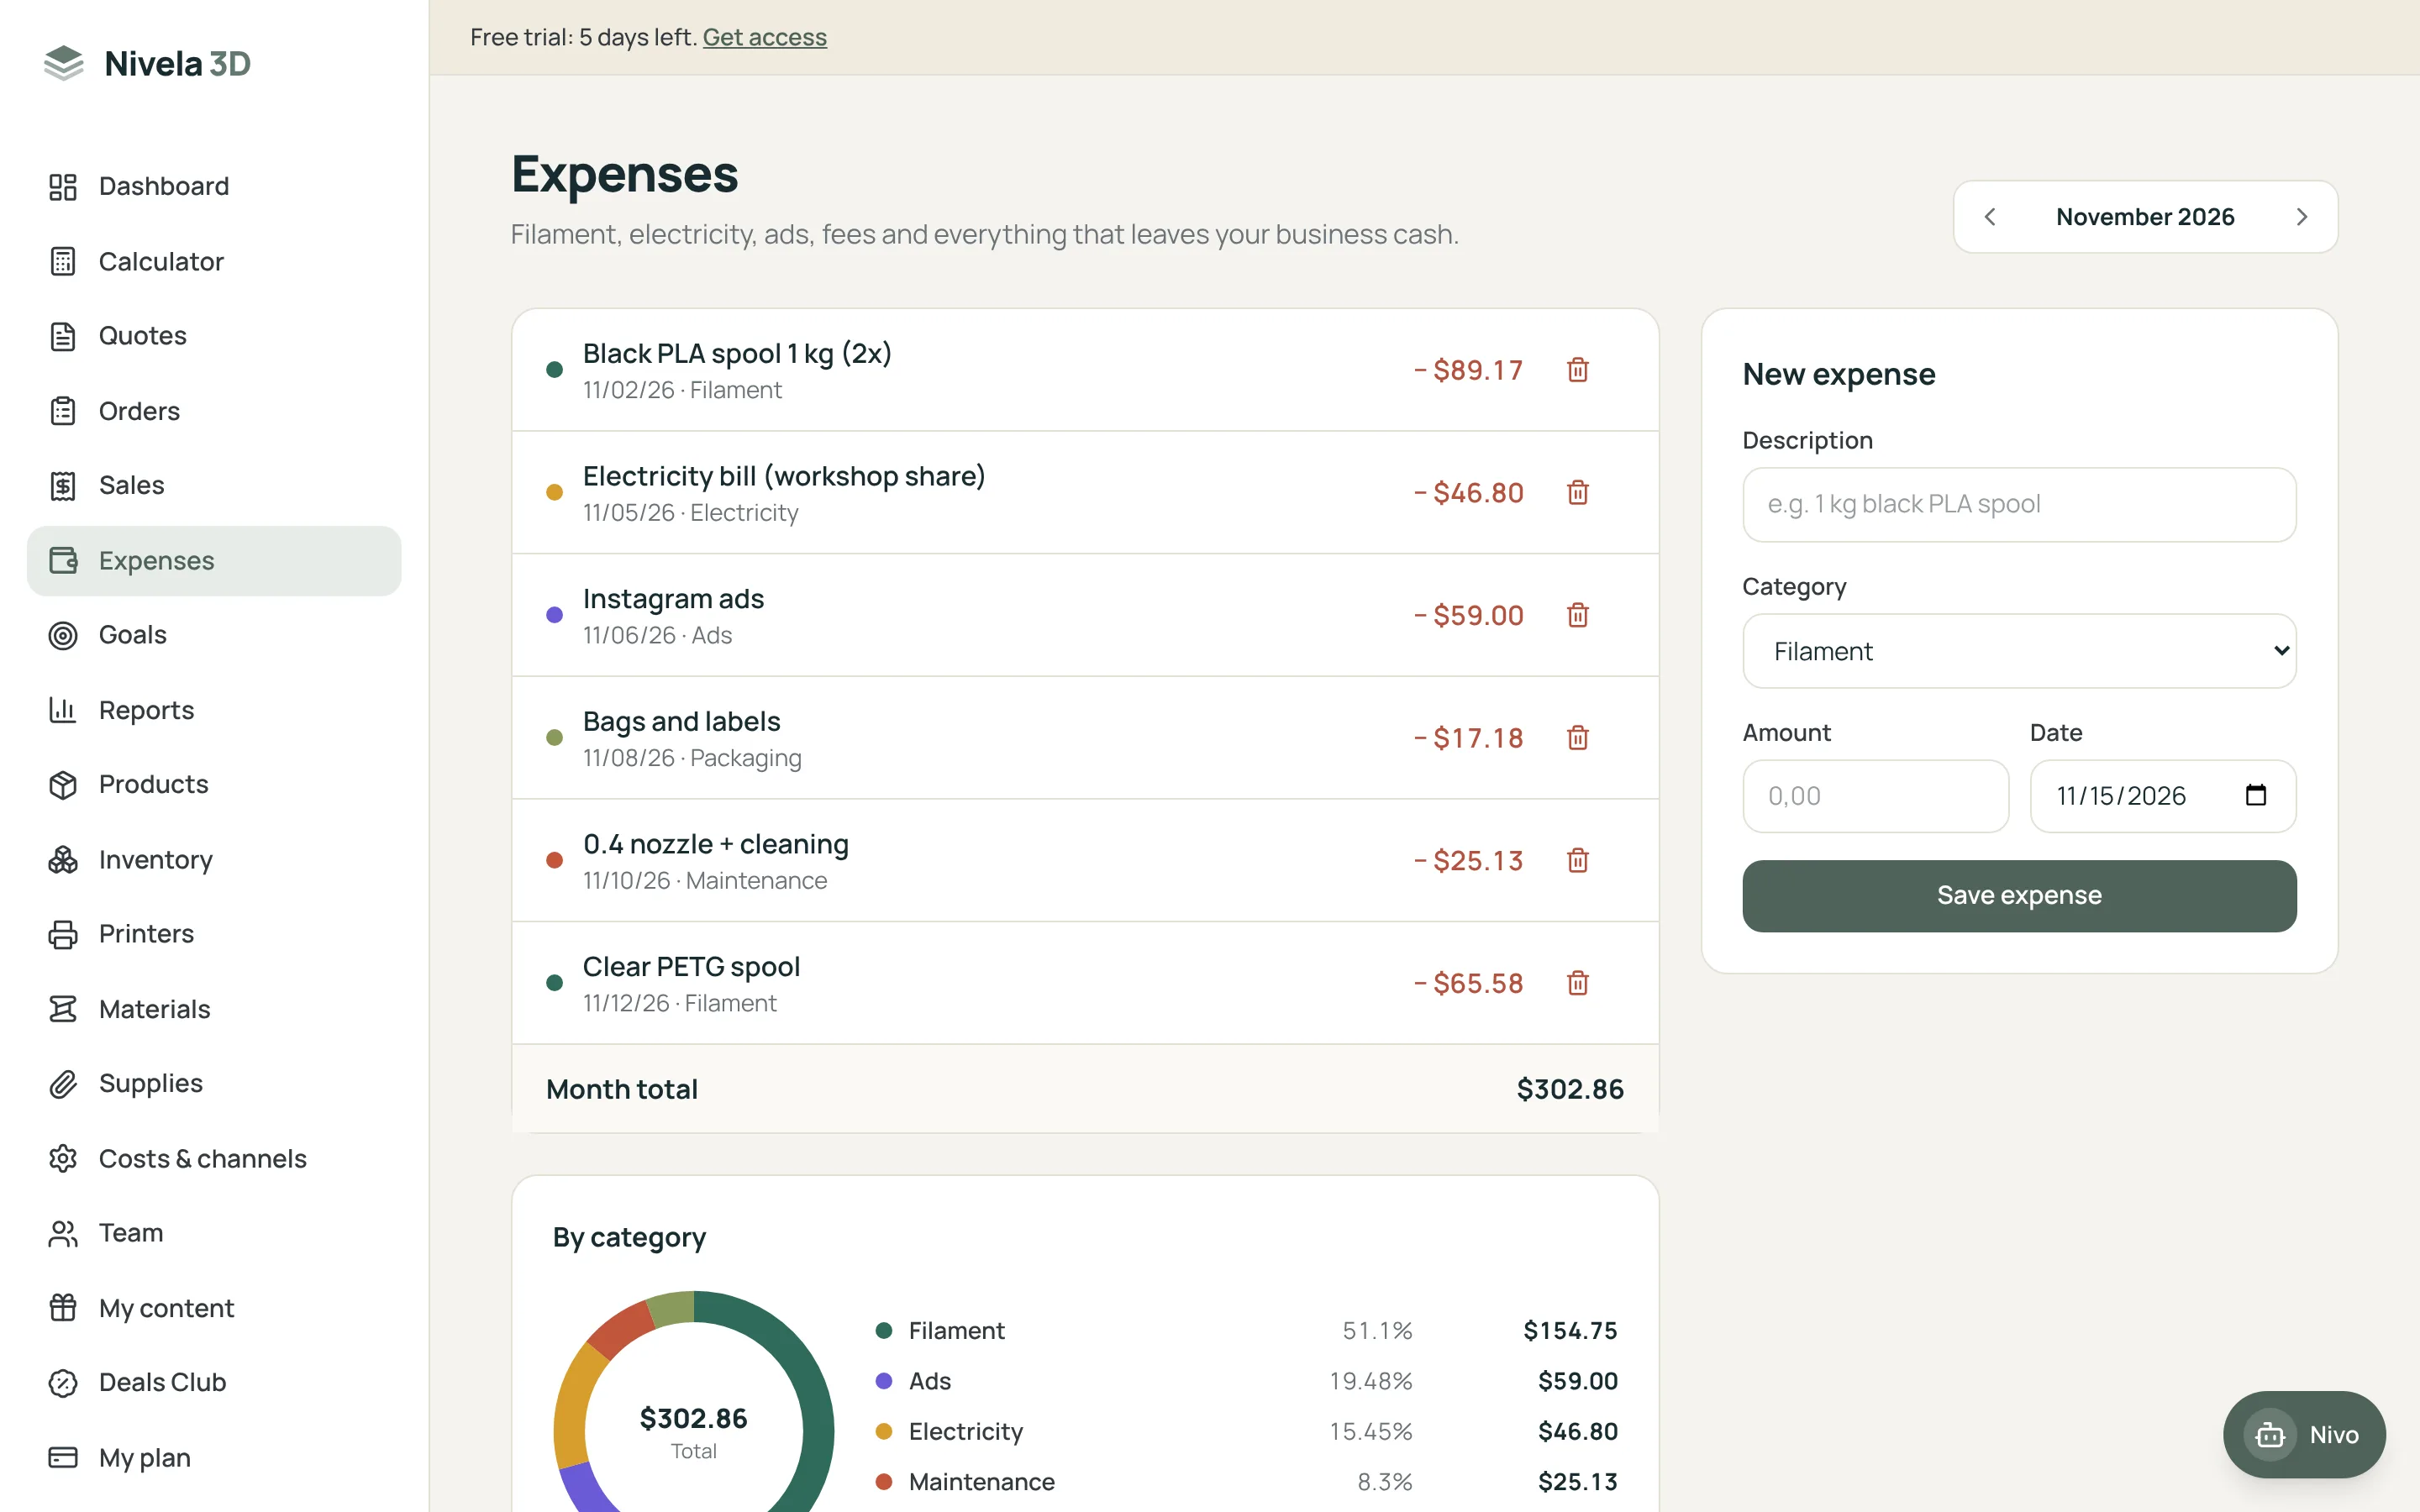 Nivela 3D
Dashboard
Calculator
Quotes
Orders
Sales
Expenses
Goals
Reports
Products
Inventory
Printers
Materials
Supplies
Costs & channels
Team
My content
Deals Club
My plan
Free trial: 5 days left. Get access
Expenses
Filament, electricity, ads, fees and everything that leaves your business cash.
November 2026
Black PLA spool 1 kg (2x)
11/02/26 · Filament
− $89.17
Electricity bill (workshop share)
11/05/26 · Electricity
− $46.80
Instagram ads
11/06/26 · Ads
− $59.00
Bags and labels
11/08/26 · Packaging
− $17.18
0.4 nozzle + cleaning
11/10/26 · Maintenance
− $25.13
Clear PETG spool
11/12/26 · Filament
− $65.58
Month total
$302.86
By category
$302.86
Total
Filament 51.1% $154.75
Ads 19.48% $59.00
Electricity 15.45% $46.80
Maintenance 8.3% $25.13
New expense
Description
e.g. 1 kg black PLA spool
Category
Filament
Amount
0,00
Date
11/15/2026
Save expense
Nivo